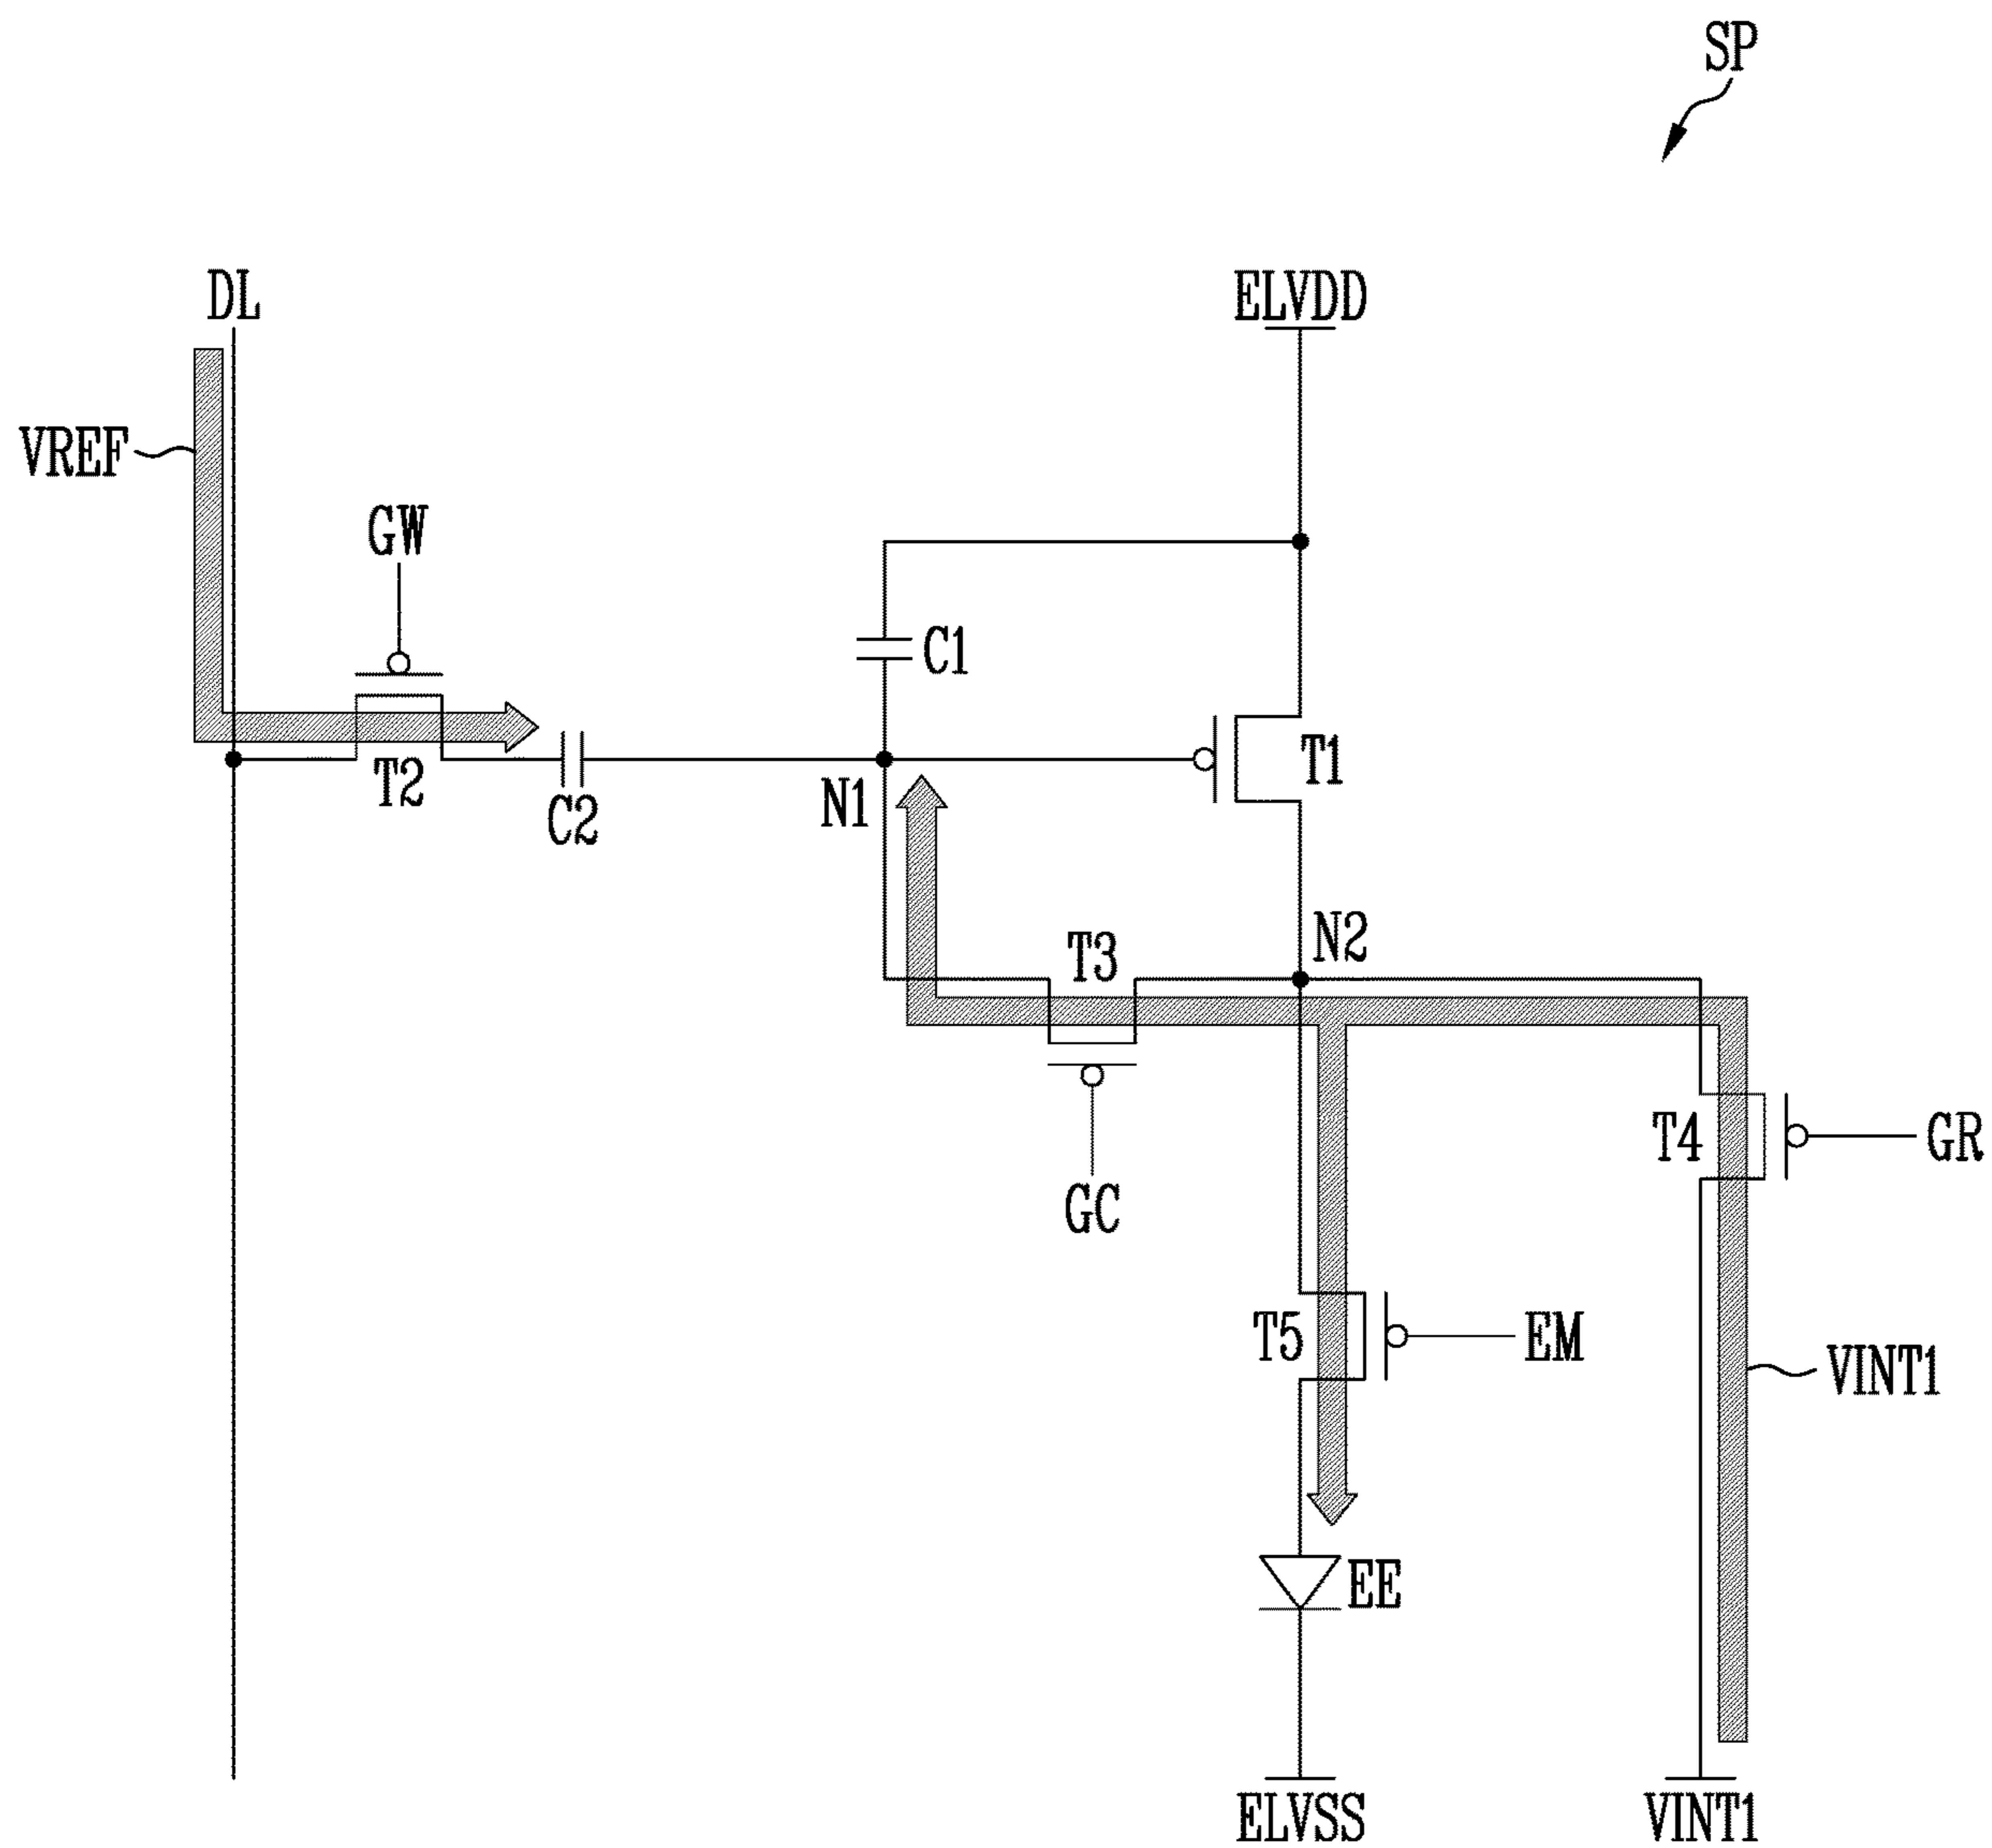 SP
DL
ELVDD
VREF
GW
C1
T1
T2
C2
N1
N2
T3
T4
GR
GC
T5
EM
VINT1
EE
ELVSS
VINT1